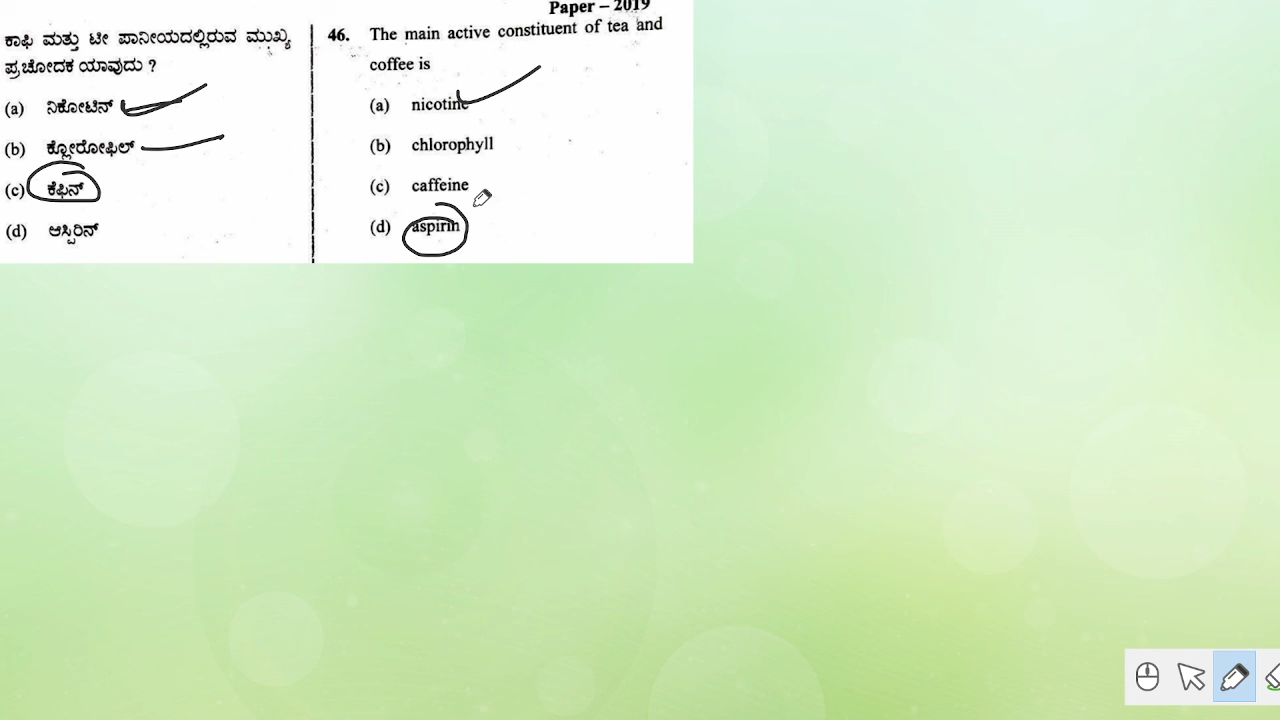 Paper – 2019
ಕಾಫಿ ಮತ್ತು ಟೀ ಪಾನೀಯದಲ್ಲಿರುವ ಮುಖ್ಯ
ಪ್ರಚೋದಕ ಯಾವುದು ?
(a) ನಿಕೋಟಿನ್
(b) ಕ್ಲೋರೋಫಿಲ್
(c) ಕೆಫಿನ್
(d) ಆಸ್ಪಿರಿನ್
46. The main active constituent of tea and
coffee is
(a) nicotine
(b) chlorophyll
(c) caffeine
(d) aspirin